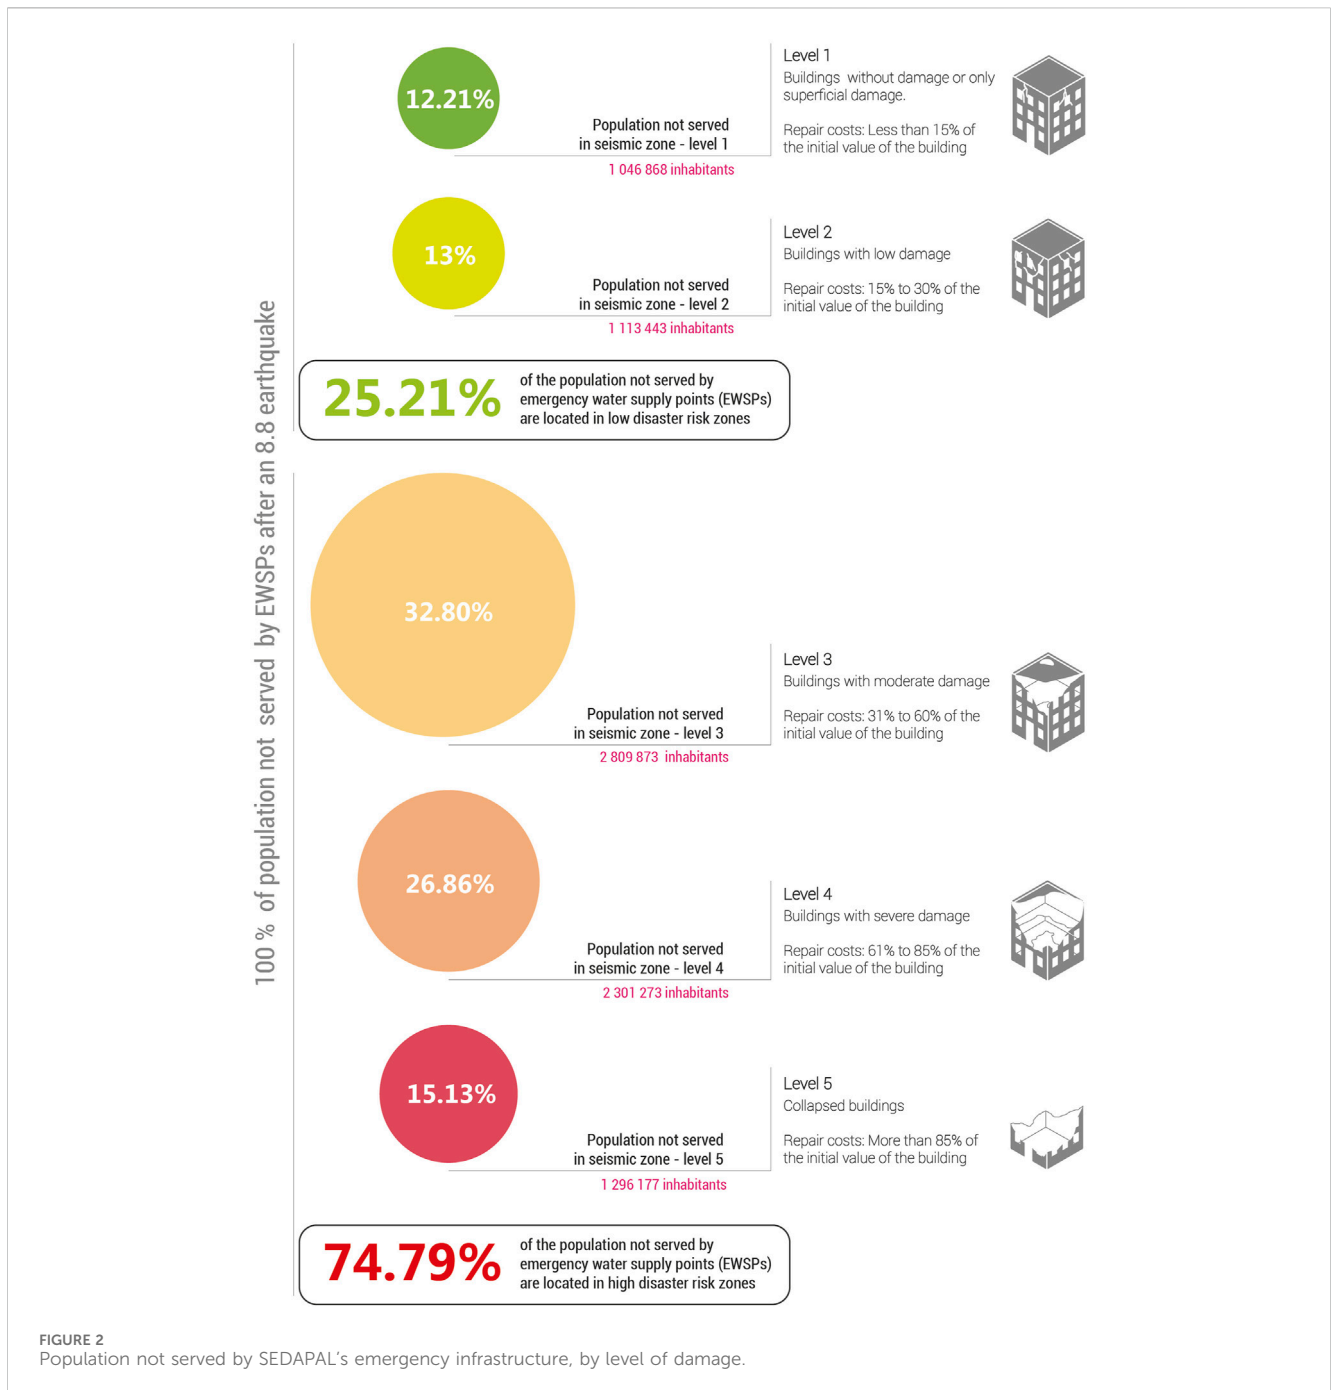 100 % of population not served by EWSPs after an 8.8 earthquake
12.21%
Population not served
in seismic zone - level 1
1 046 868 inhabitants
Level 1
Buildings without damage or only
superficial damage.
Repair costs: Less than 15% of
the initial value of the building
13%
Population not served
in seismic zone - level 2
1 113 443 inhabitants
Level 2
Buildings with low damage
Repair costs: 15% to 30% of the
initial value of the building
25.21%
of the population not served by
emergency water supply points (EWSPs)
are located in low disaster risk zones
32.80%
Population not served
in seismic zone - level 3
2 809 873 inhabitants
Level 3
Buildings with moderate damage
Repair costs: 31% to 60% of the
initial value of the building
26.86%
Population not served
in seismic zone - level 4
2 301 273 inhabitants
Level 4
Buildings with severe damage
Repair costs: 61% to 85% of the
initial value of the building
15.13%
Population not served
in seismic zone - level 5
1 296 177 inhabitants
Level 5
Collapsed buildings
Repair costs: More than 85% of
the initial value of the building
74.79%
of the population not served by
emergency water supply points (EWSPs)
are located in high disaster risk zones
FIGURE 2
Population not served by SEDAPAL's emergency infrastructure, by level of damage.